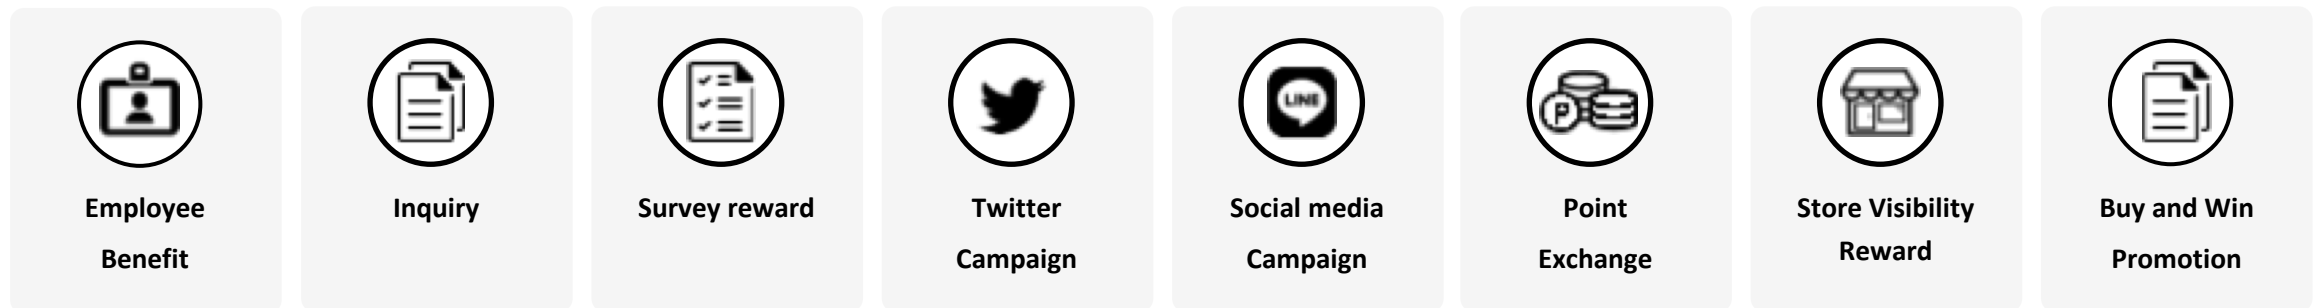 Employee
Benefit
Inquiry
Survey reward
Twitter
Campaign
LINE
Social media
Campaign
P
Point
Exchange
Store Visibility
Reward
Buy and Win
Promotion